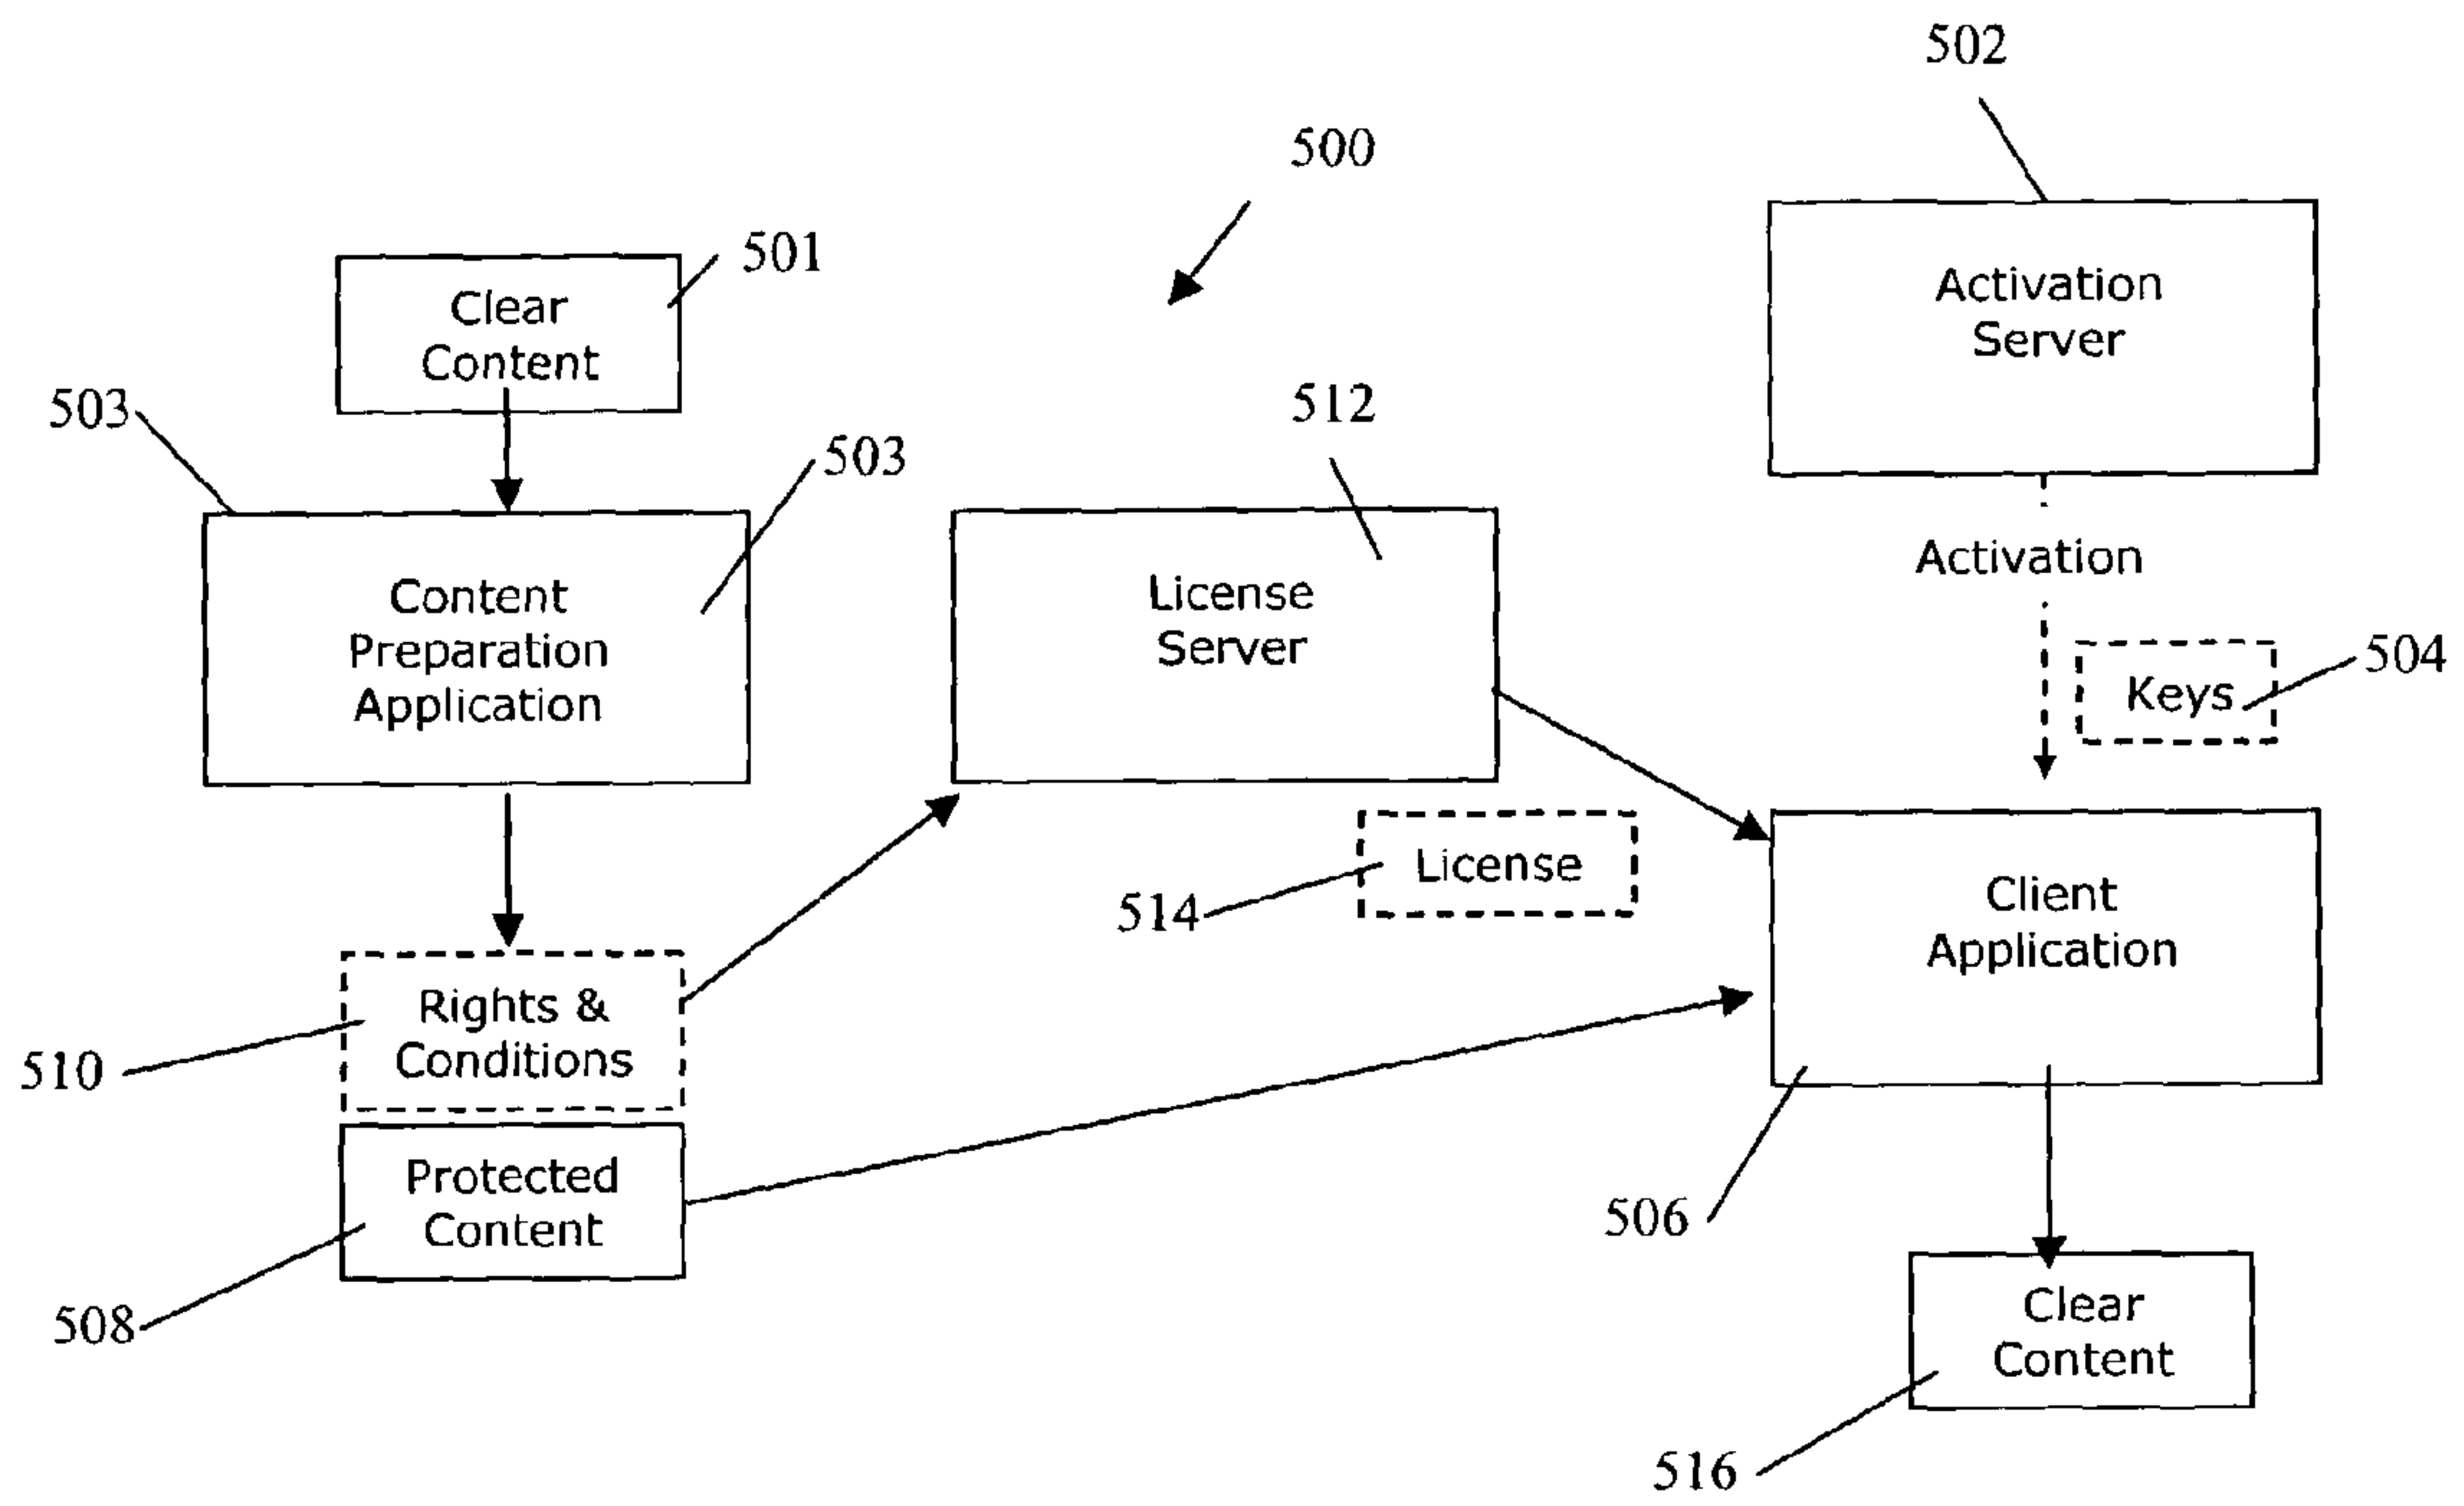 502
500
501
Clear
Content
Activation
Server
503
512
503
Activation
Content
Preparation
Application
License
Server
504
Keys
License
514
Client
Application
Rights &
Conditions
510
Protected
Content
506
508
Clear
Content
516